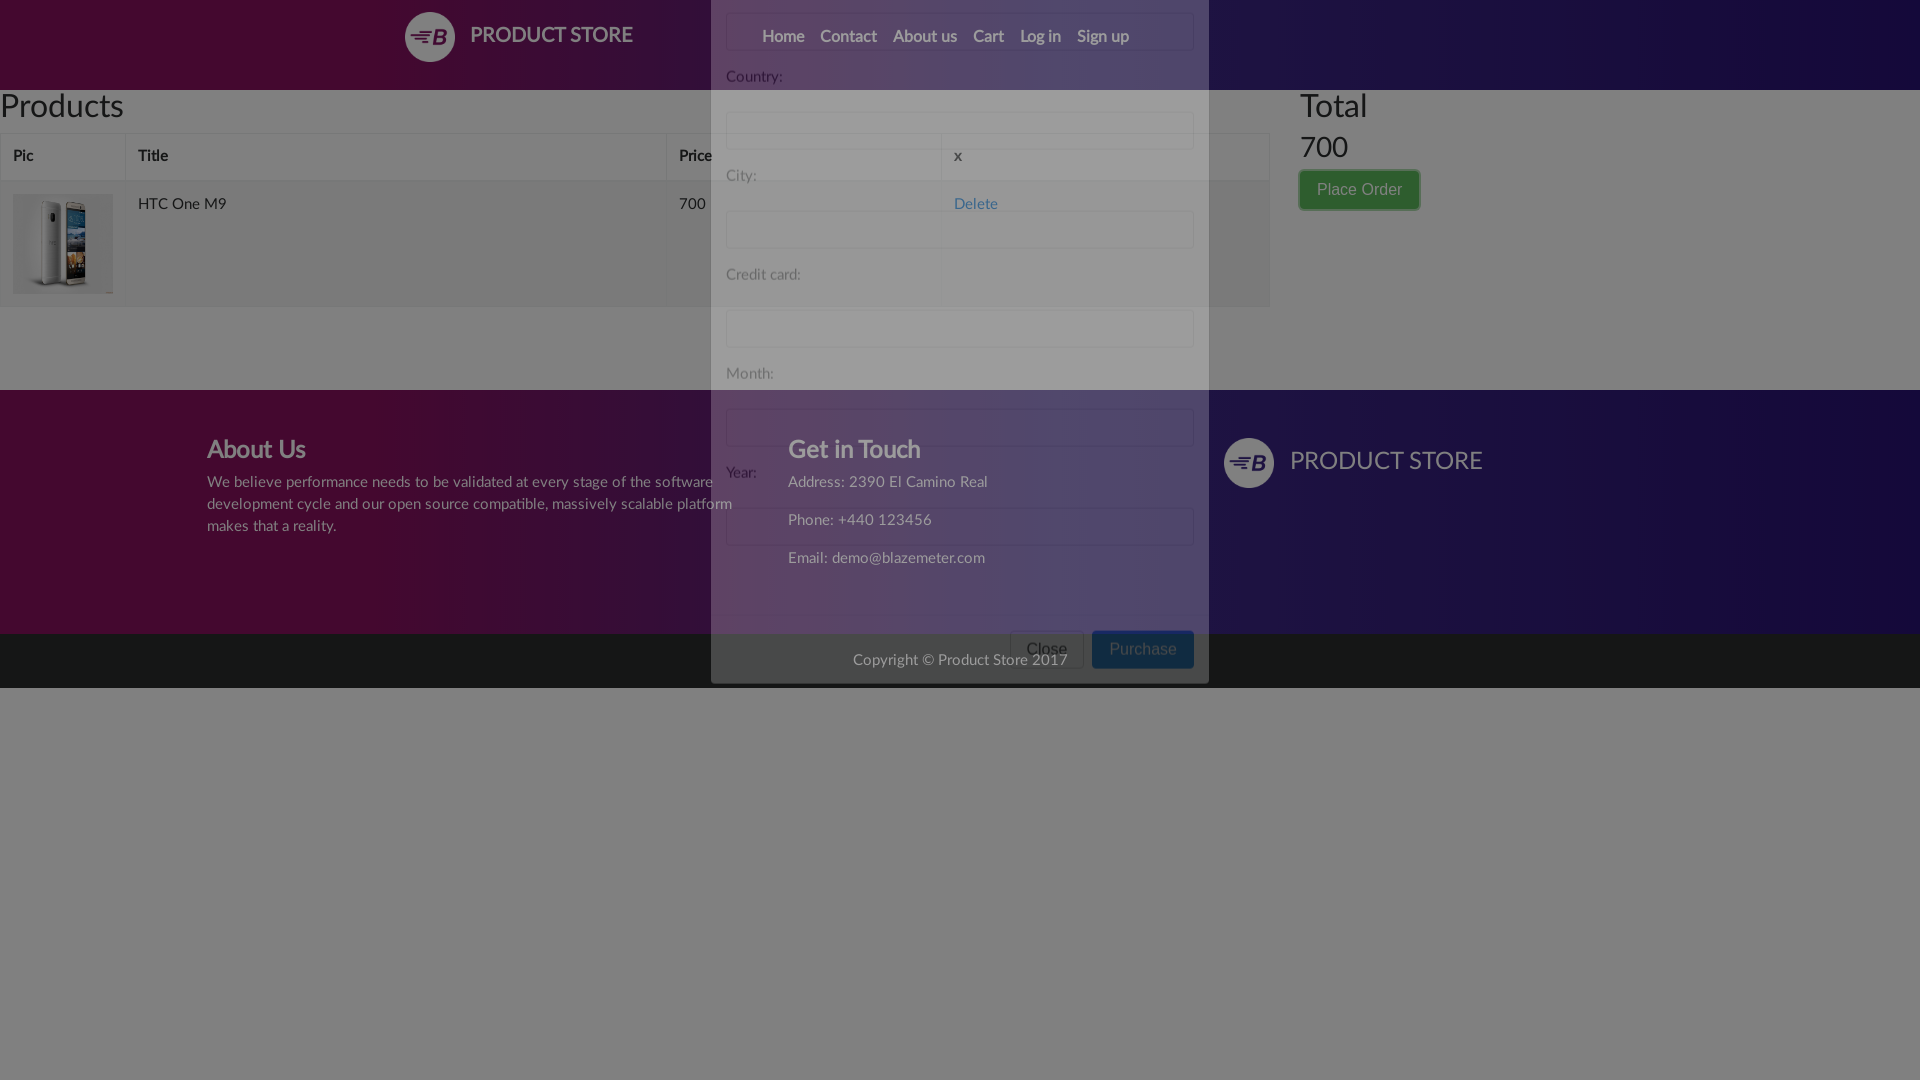 PRODUCT STORE
Home Contact About us Cart Log in Sign up
Country:
Products
Total
Pic Title Price x
700
City:
Place Order
HTC One M9 700 Delete
Credit card:
Month:
About Us
Get in Touch
PRODUCT STORE
Year:
We believe performance needs to be validated at every stage of the software
development cycle and our open source compatible, massively scalable platform
makes that a reality.
Address: 2390 El Camino Real
Phone: +440 123456
Email: demo@blazemeter.com
Close Purchase
Copyright © Product Store 2017